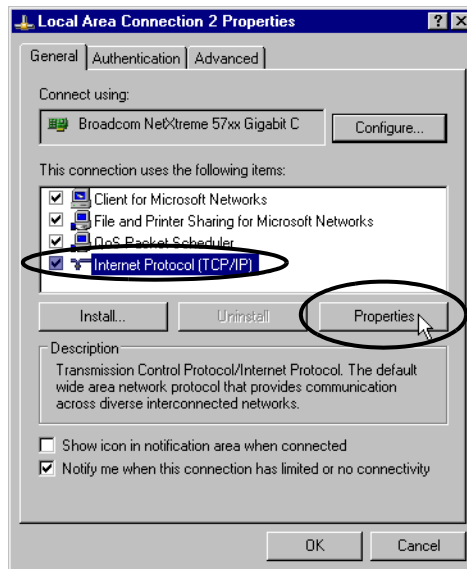 Local Area Connection 2 Properties
General Authentication Advanced
Connect using:
Broadcom NetXtreme 57xx Gigabit C Configure...
This connection uses the following items:
Client for Microsoft Networks
File and Printer Sharing for Microsoft Networks
QoS Packet Scheduler
Internet Protocol (TCP/IP)
Install... Uninstall Properties
Description
Transmission Control Protocol/Internet Protocol. The default
wide area network protocol that provides communication
across diverse interconnected networks.
Show icon in notification area when connected
Notify me when this connection has limited or no connectivity
OK Cancel